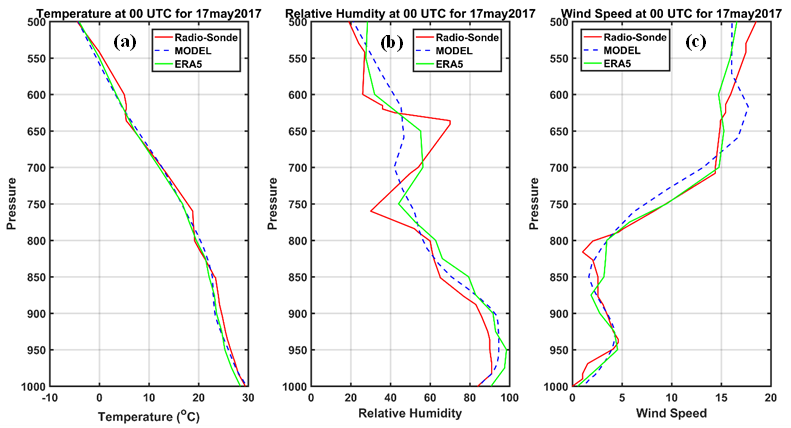 Temperature at 00 UTC for 17may2017
500
550
600
650
700
750
800
850
900
950
1000
Pressure
(a)
Radio-Sonde
MODEL
ERA5
-10
0
10
20
30
Temperature (°C)
Relative Humdity at 00 UTC for 17may2017
500
550
600
650
700
750
800
850
900
950
1000
Pressure
(b)
Radio-Sonde
MODEL
ERA5
0
20
40
60
80
100
Relative Humidity
Wind Speed at 00 UTC for 17may2017
500
550
600
650
700
750
800
850
900
950
1000
Pressure
(c)
Radio-Sonde
MODEL
ERA5
0
5
10
15
20
Wind Speed